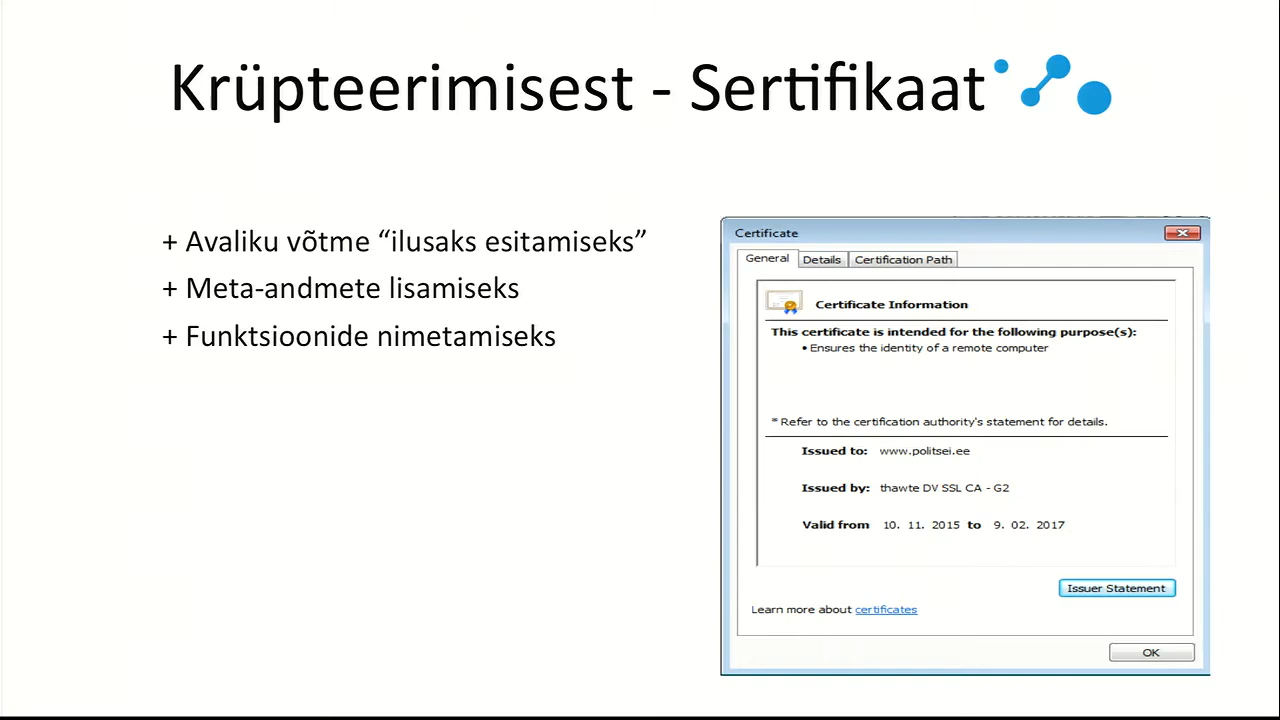 Krüpteerimisest - Sertifikaat
+ Avaliku võtme “ilusaks esitamiseks”
+ Meta-andmete lisamiseks
+ Funktsioonide nimetamiseks
Certificate
General Details Certification Path
Certificate Information
This certificate is intended for the following purpose(s):
• Ensures the identity of a remote computer
* Refer to the certification authority's statement for details.
Issued to: www.politsei.ee
Issued by: thawte DV SSL CA - G2
Valid from 10. 11. 2015 to 9. 02. 2017
Issuer Statement
Learn more about certificates
OK